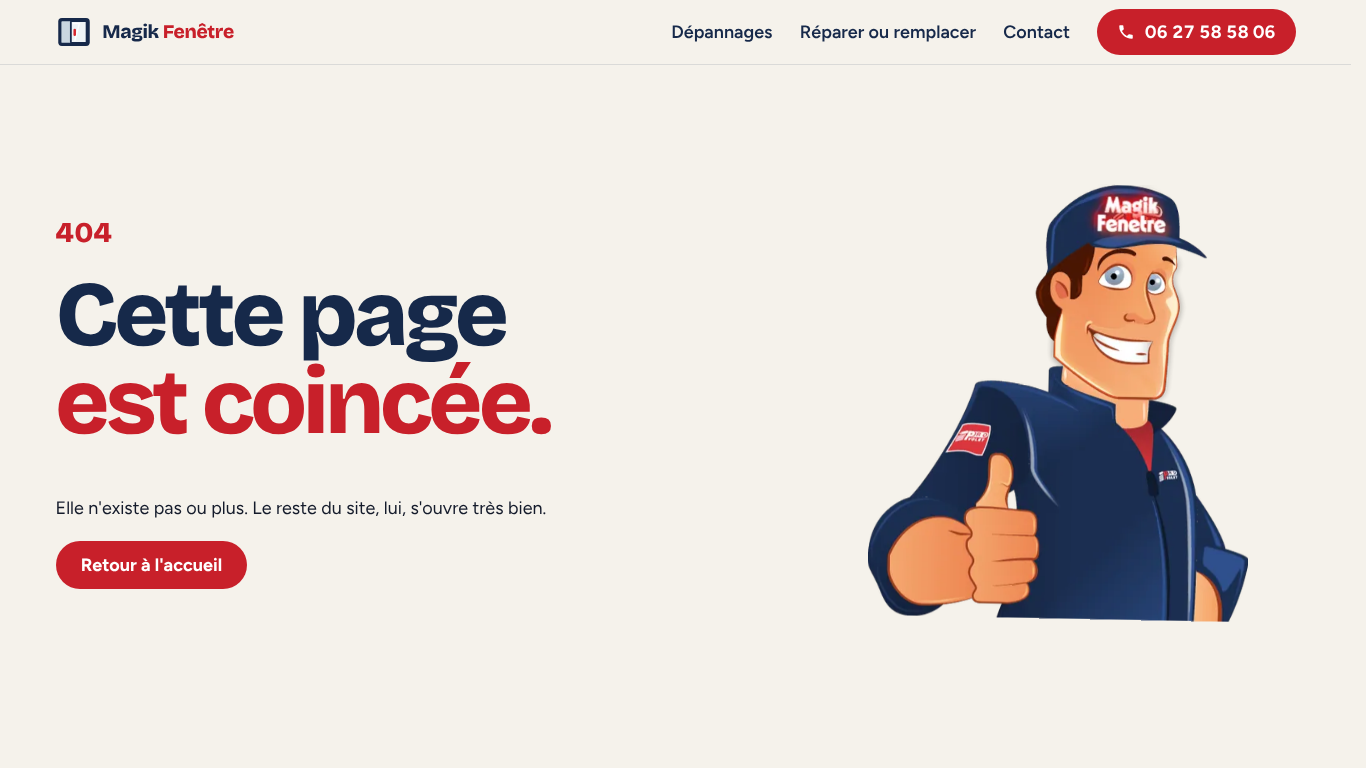 Magik Fenêtre
Dépannages
Réparer ou remplacer
Contact
06 27 58 58 06
404
Cette page
est coincée.
Elle n'existe pas ou plus. Le reste du site, lui, s'ouvre très bien.
Retour à l'accueil
Magik
Fenetre